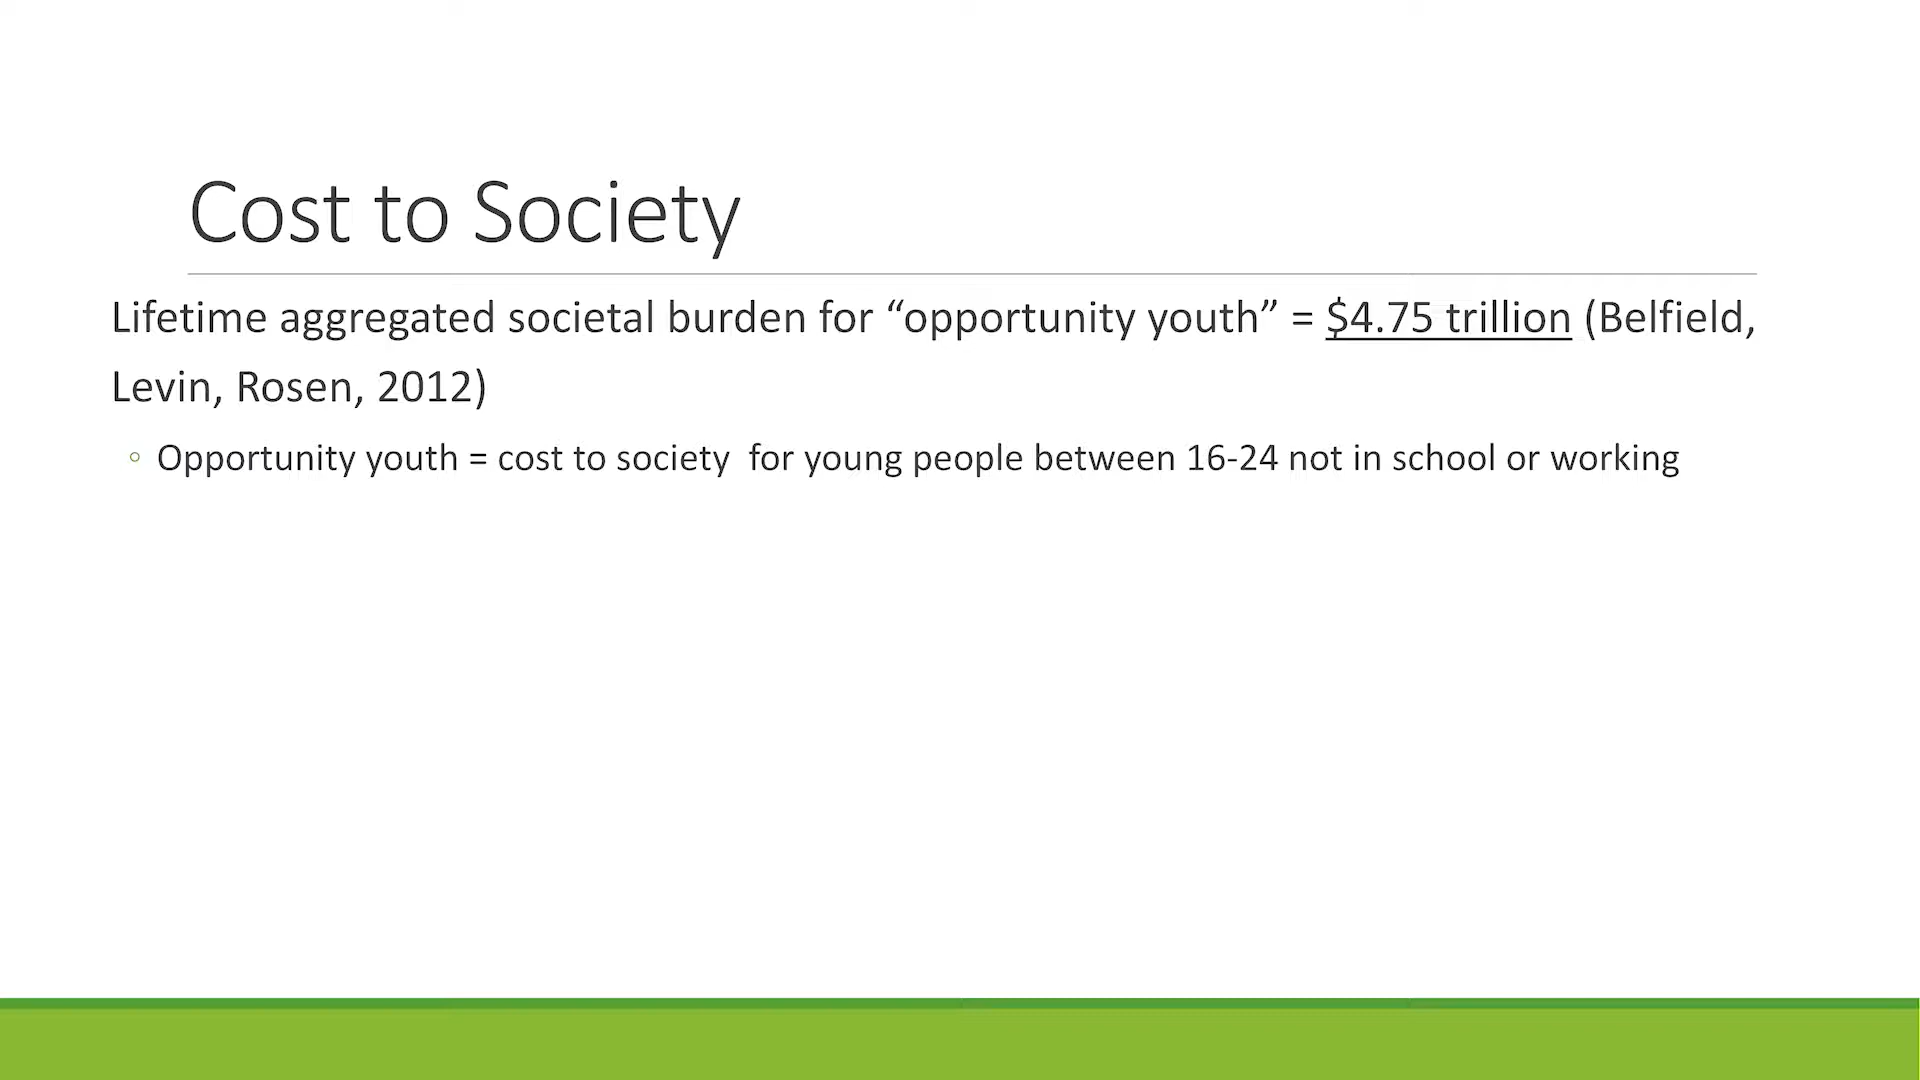 Cost to Society
Lifetime aggregated societal burden for “opportunity youth” = $4.75 trillion (Belfield,
Levin, Rosen, 2012)
◦ Opportunity youth = cost to society  for young people between 16-24 not in school or working